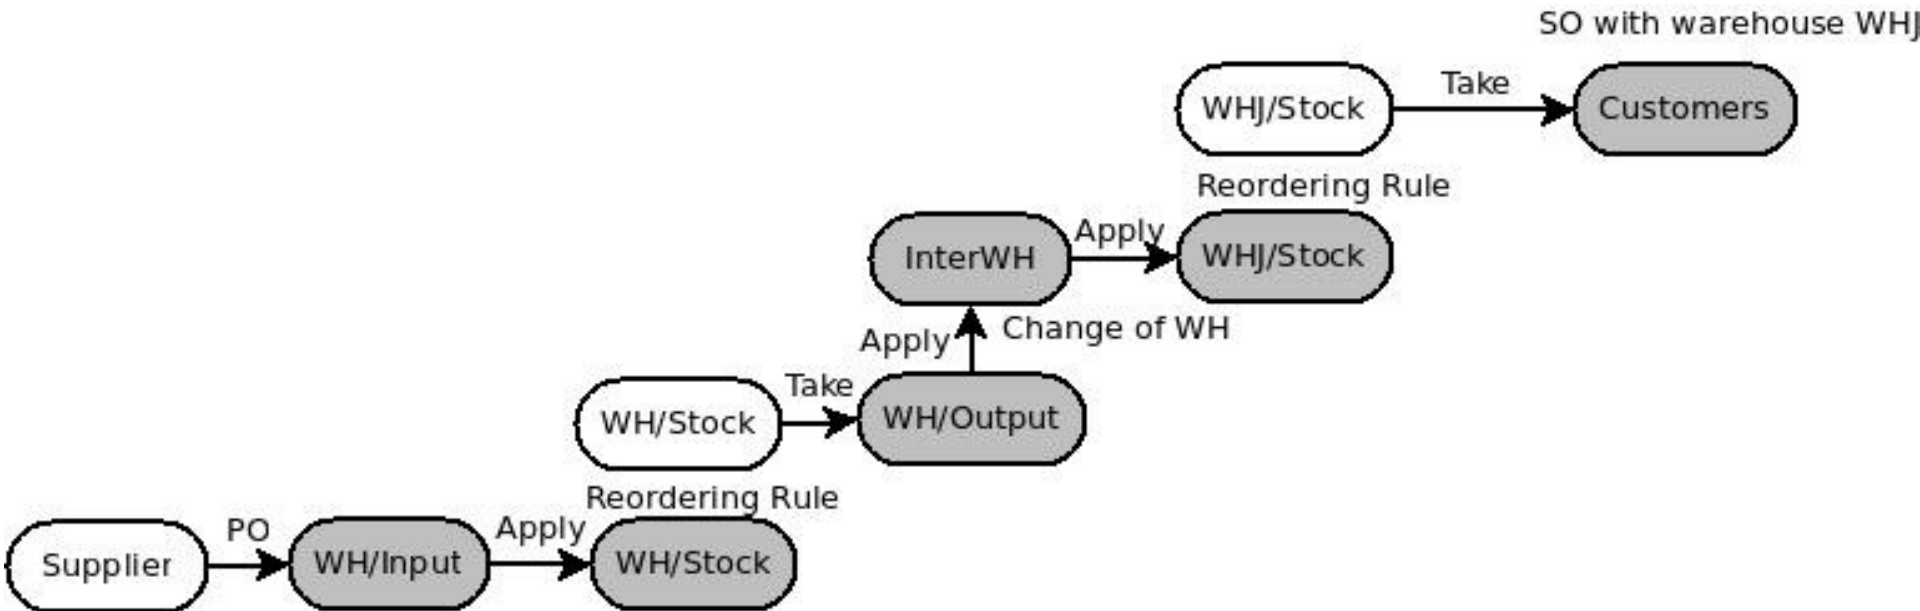 SO with warehouse WHJ
WHJ/Stock
Take
Customers
Reordering Rule
InterWH
Apply
WHJ/Stock
Apply
Change of WH
WH/Stock
Take
WH/Output
Reordering Rule
Supplier
PO
WH/Input
Apply
WH/Stock